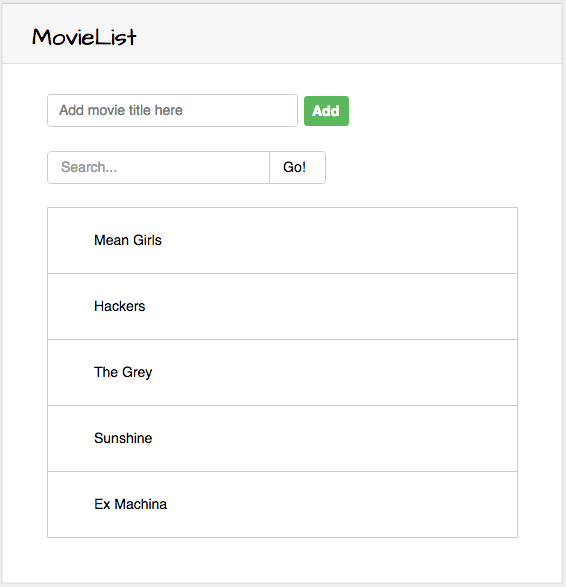 MovieList
Add movie title here Add
Search... Go!
Mean Girls
Hackers
The Grey
Sunshine
Ex Machina